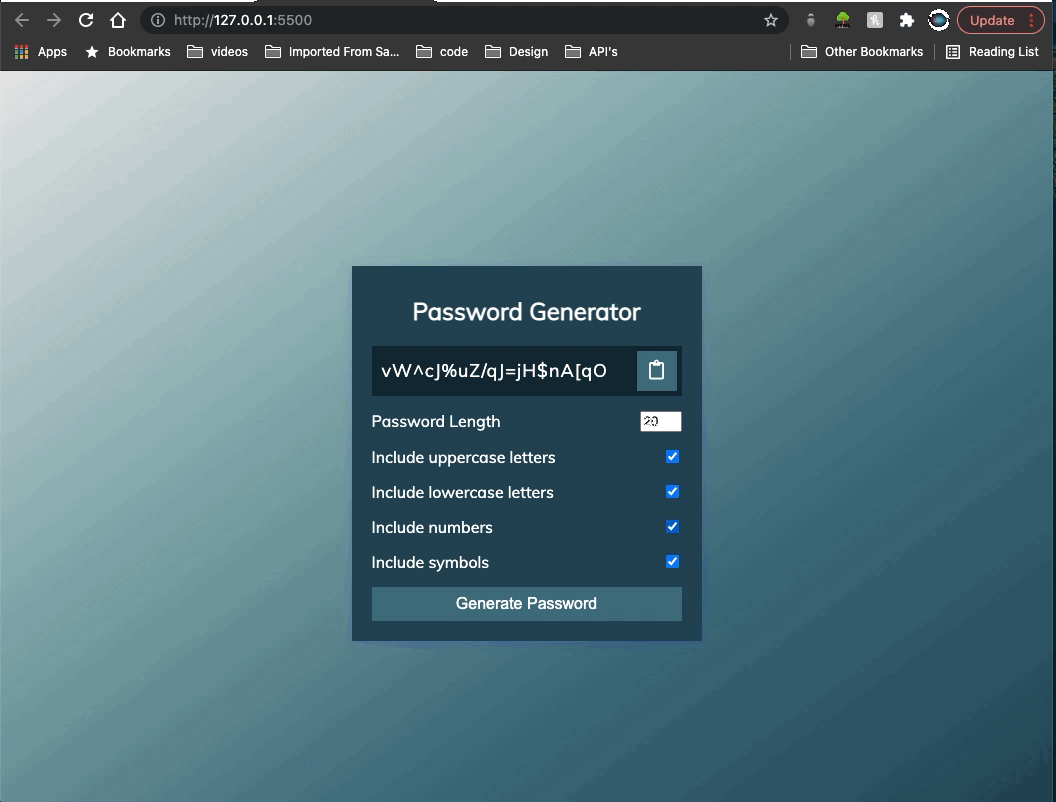 http://127.0.0.1:5500
Update
Apps
Bookmarks
videos
Imported From Sa...
code
Design
API's
Other Bookmarks
Reading List
Password Generator
vW^cJ%uZ/qJ=jH$nA[qO
Password Length 20
Include uppercase letters
Include lowercase letters
Include numbers
Include symbols
Generate Password